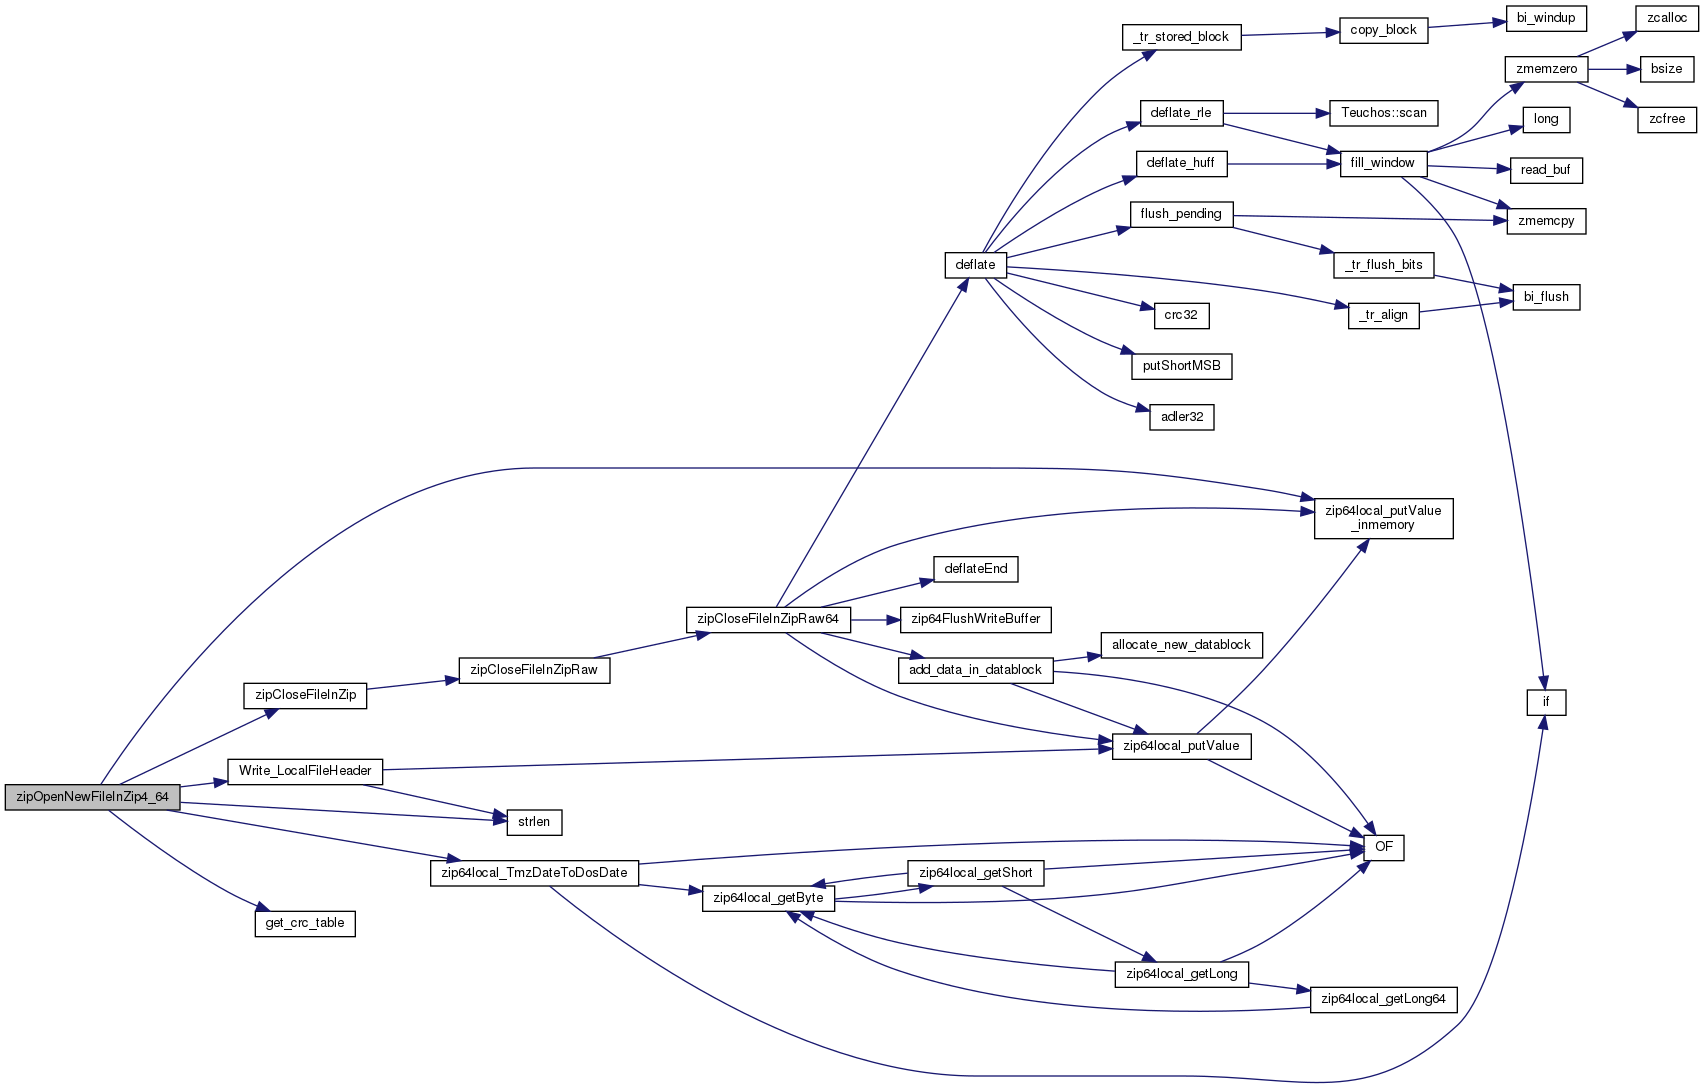 bi_windup
zcalloc
copy_block
_tr_stored_block
zmemzero
bsize
deflate_rle
Teuchos::scan
long
zcfree
deflate_huff
fill_window
read_buf
flush_pending
zmemcpy
deflate
_tr_flush_bits
bi_flush
crc32
_tr_align
putShortMSB
adler32
zip64local_putValue
_inmemory
deflateEnd
zipCloseFileInZipRaw64
zip64FlushWriteBuffer
allocate_new_datablock
zipCloseFileInZipRaw
add_data_in_datablock
zipCloseFileInZip
if
zip64local_putValue
Write_LocalFileHeader
zipOpenNewFileInZip4_64
strlen
OF
zip64local_TmzDateToDosDate
zip64local_getShort
zip64local_getByte
get_crc_table
zip64local_getLong
zip64local_getLong64